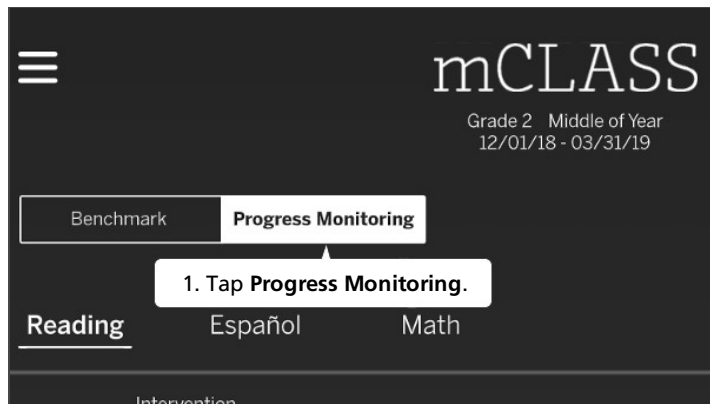 mCLASS
Grade 2 Middle of Year
12/01/18 - 03/31/19
Benchmark Progress Monitoring
1. Tap Progress Monitoring.
Reading Español Math
Intervention